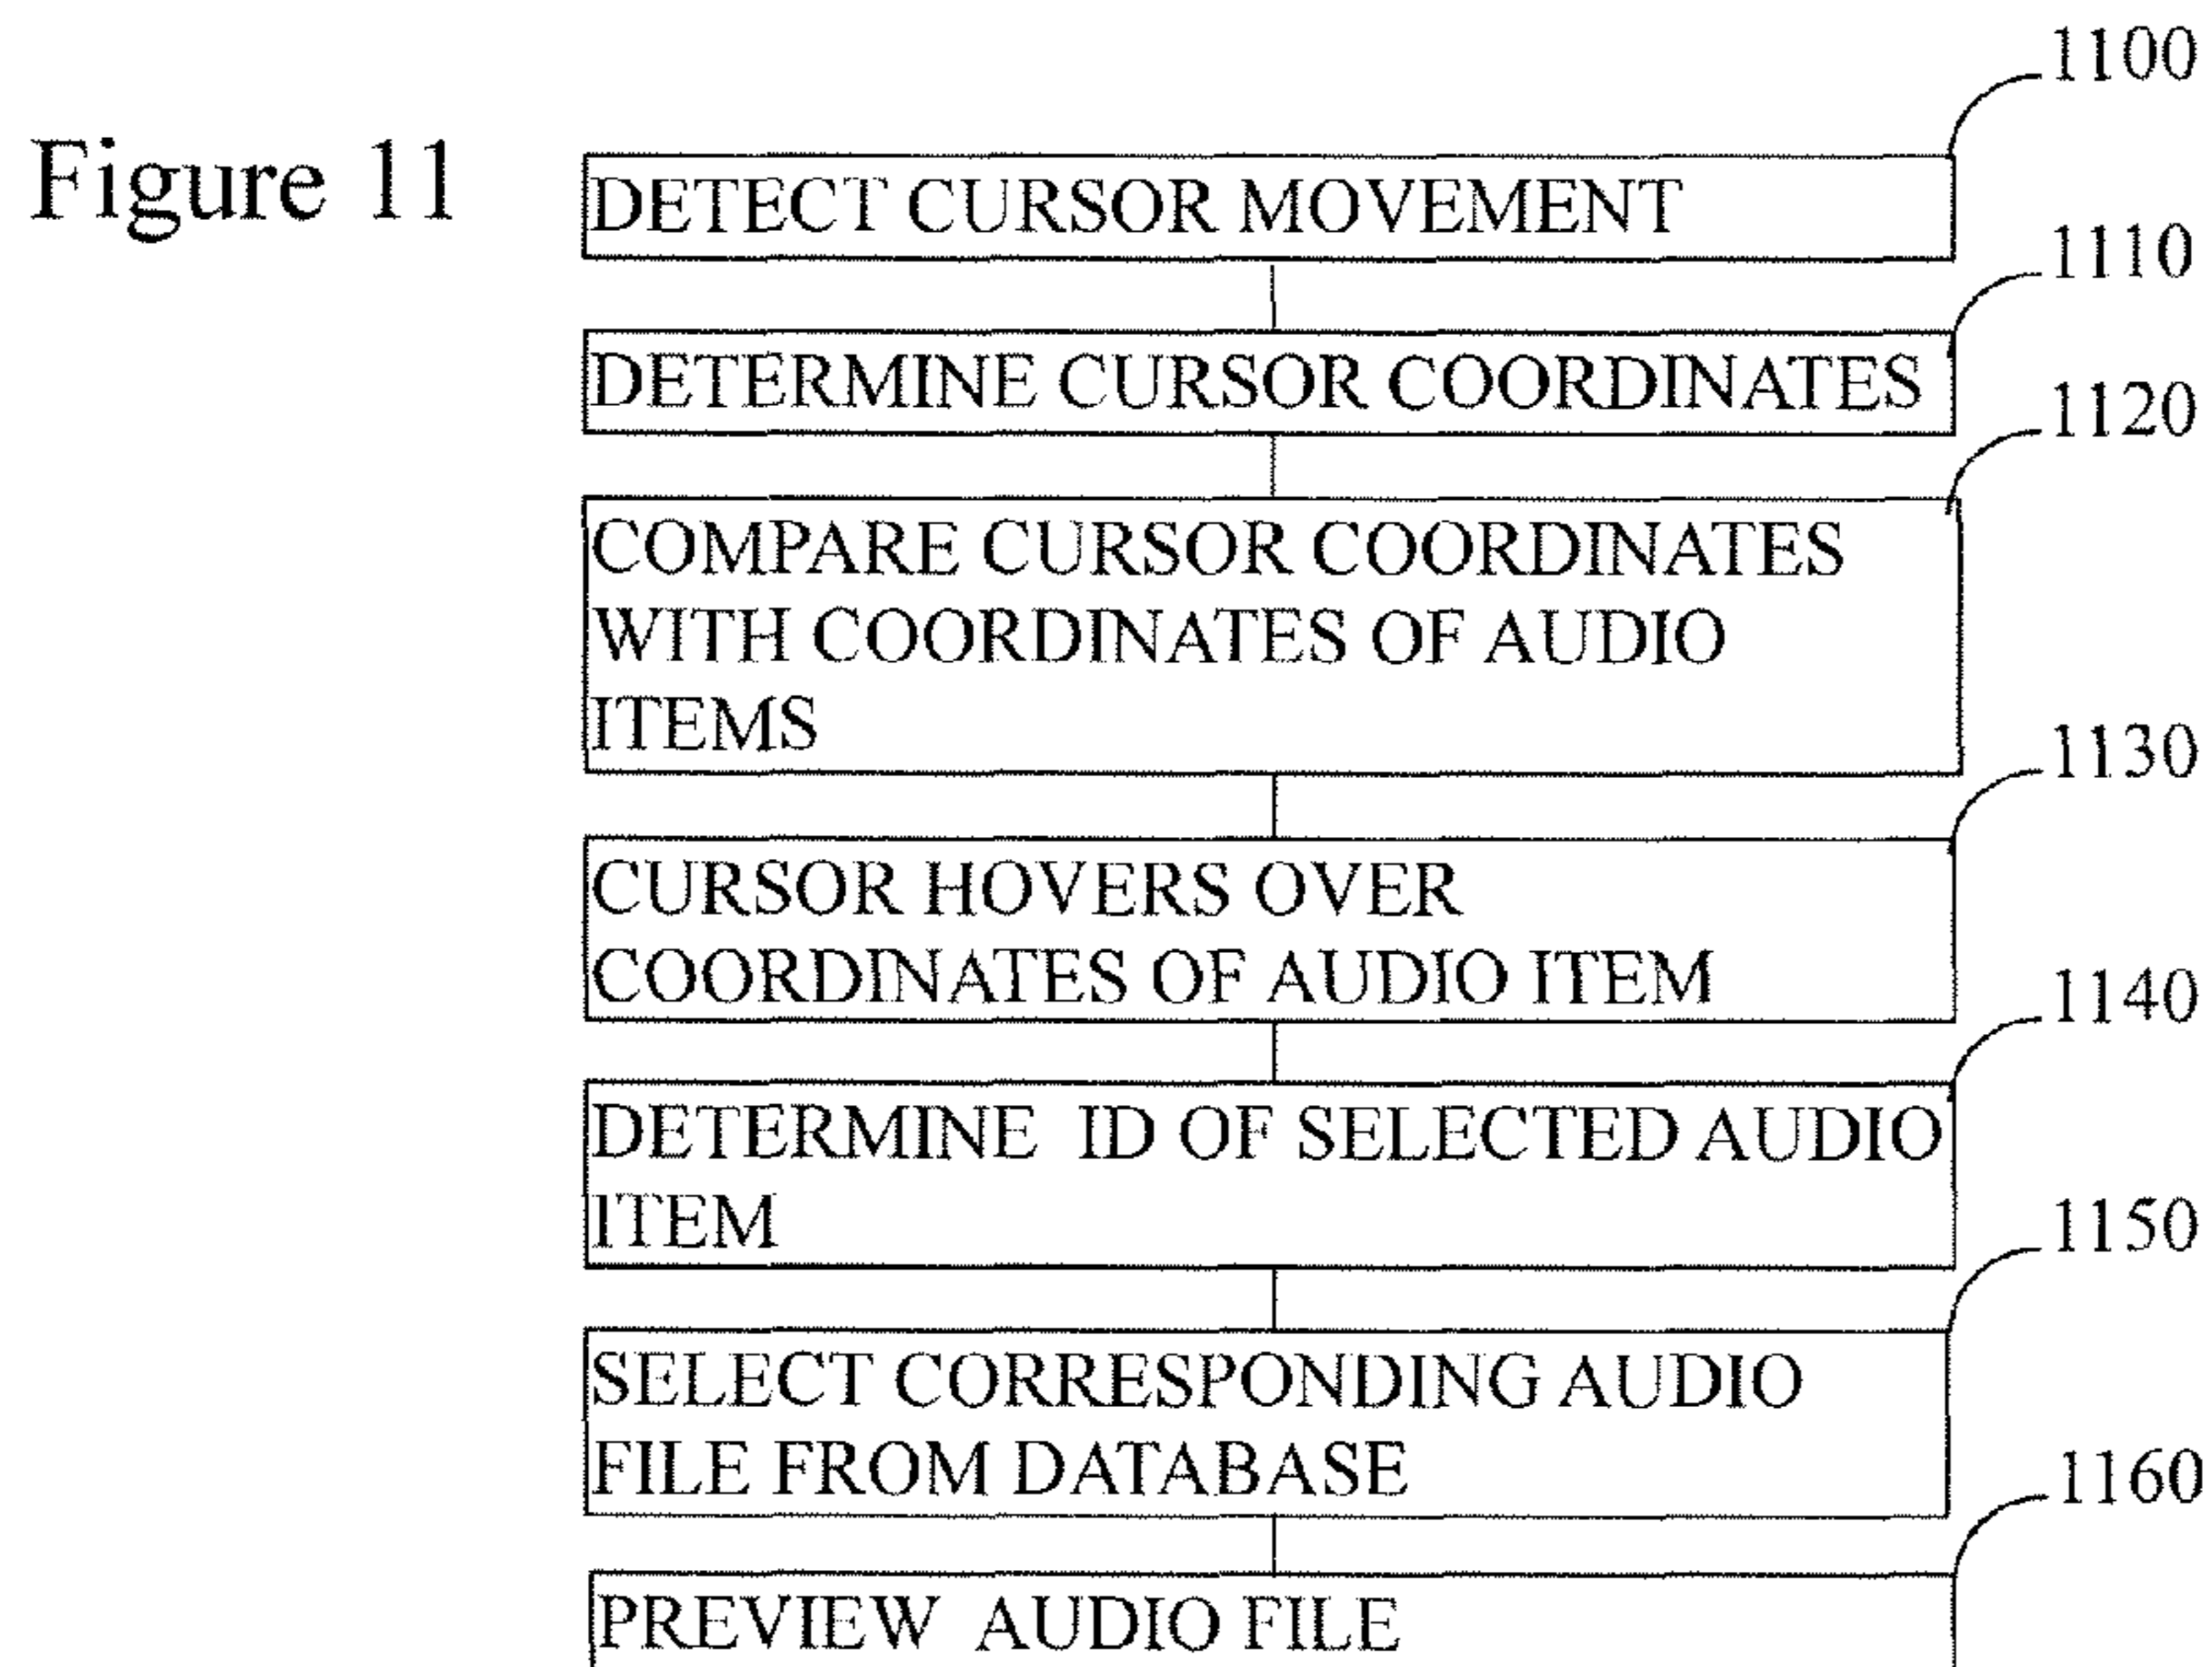 1100
Figure 11
DETECT CURSOR MOVEMENT
1110
DETERMINE CURSOR COORDINATES
1120
COMPARE CURSOR COORDINATES
WITH COORDINATES OF AUDIO
ITEMS
1130
CURSOR HOVERS OVER
COORDINATES OF AUDIO ITEM
1140
DETERMINE ID OF SELECTED AUDIO
ITEM
1150
SELECT CORRESPONDING AUDIO
FILE FROM DATABASE
1160
PREVIEW AUDIO FILE